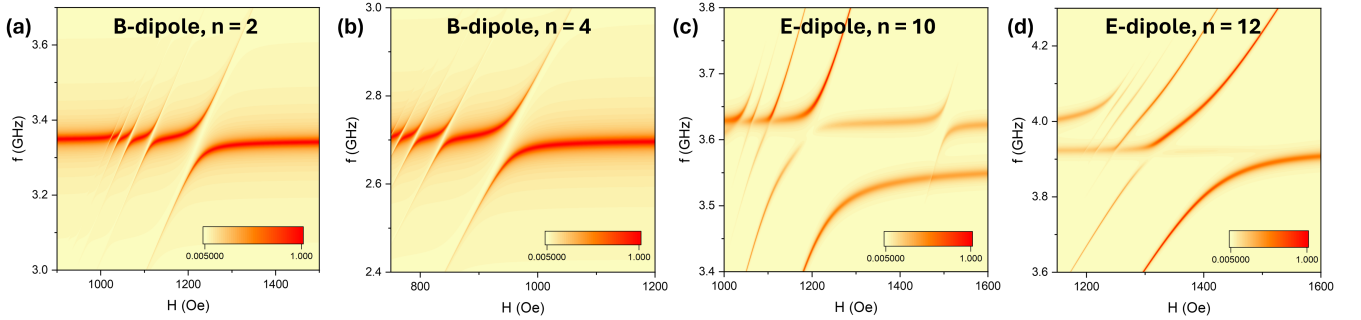 (a)
B-dipole, n = 2
f (GHz)
3.6
3.4
3.2
3.0
0.005000
1.000
1000
1200
1400
H (Oe)
(b)
B-dipole, n = 4
f (GHz)
3.0
2.8
2.6
2.4
0.005000
1.000
800
1000
1200
H (Oe)
(c)
E-dipole, n = 10
f (GHz)
3.8
3.7
3.6
3.5
3.4
0.005000
1.000
1000
1200
1400
1600
H (Oe)
(d)
E-dipole, n = 12
f (GHz)
4.2
4.0
3.8
3.6
0.005000
1.000
1200
1400
1600
H (Oe)